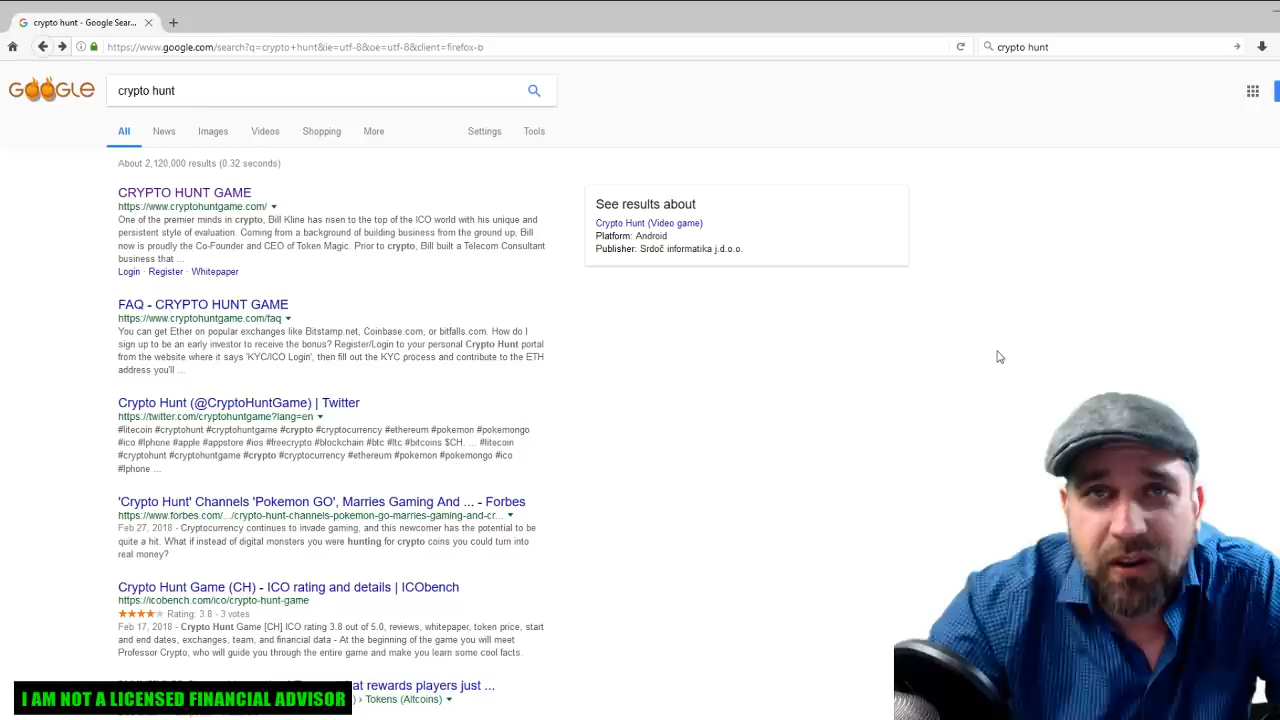 crypto hunt - Google Sear...
https://www.google.com/search?q=crypto+hunt&ie=utf-8&oe=utf-8&client=firefox-b
crypto hunt
GOOGLE
crypto hunt
All News Images Videos Shopping More Settings Tools
About 2,120,000 results (0.32 seconds)
CRYPTO HUNT GAME
https://www.cryptohuntgame.com/
One of the premier minds in crypto, Bill Kline has risen to the top of the ICO world with his unique and
persistent style of evaluation. Coming from a background of building business from the ground up, Bill
now is proudly the Co-Founder and CEO of Token Magic. Prior to crypto, Bill built a Telecom Consultant
business that ...
Login · Register · Whitepaper
See results about
Crypto Hunt (Video game)
Platform: Android
Publisher: Srdoč informatika j.d.o.o.
FAQ - CRYPTO HUNT GAME
https://www.cryptohuntgame.com/faq
You can get Ether on popular exchanges like Bitstamp.net, Coinbase.com, or bitfalls.com. How do I
sign up to be an early investor to receive the bonus? Register/Login to your personal Crypto Hunt portal
from the website where it says 'KYC/ICO Login', then fill out the KYC process and contribute to the ETH
address you'll ...
Crypto Hunt (@CryptoHuntGame) | Twitter
https://twitter.com/cryptohuntgame?lang=en
#litecoin #cryptohunt #cryptohuntgame #crypto #cryptocurrency #ethereum #pokemon #pokemongo
#ico #Iphone #apple #appstore #ios #freecrypto #blockchain #btc #ltc #bitcoins $CH. ... #litecoin
#cryptohunt #cryptohuntgame #crypto #cryptocurrency #ethereum #pokemon #pokemongo #ico
#Iphone ...
'Crypto Hunt' Channels 'Pokemon GO', Marries Gaming And ... - Forbes
https://www.forbes.com/.../crypto-hunt-channels-pokemon-go-marries-gaming-and-cr...
Feb 27, 2018 - Cryptocurrency continues to invade gaming, and this newcomer has the potential to be
quite a hit. What if instead of digital monsters you were hunting for crypto coins you could turn into
real money?
Crypto Hunt Game (CH) - ICO rating and details | ICObench
https://icobench.com/ico/crypto-hunt-game
Rating: 3.8 - 3 votes
Feb 17, 2018 - Crypto Hunt Game [CH] ICO rating 3.8 out of 5.0, reviews, whitepaper, token price, start
and end dates, exchanges, team, and financial data - At the beginning of the game you will meet
Professor Crypto, who will guide you through the entire game and make you learn some cool facts.
at rewards players just ...
› Tokens (Altcoins)
I AM NOT A LICENSED FINANCIAL ADVISOR